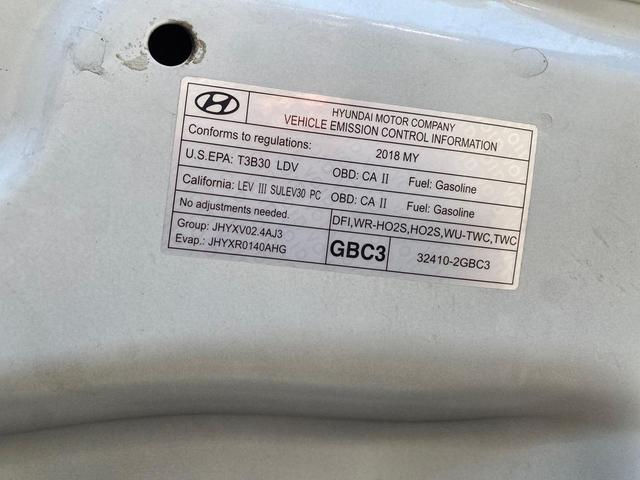 HYUNDAI MOTOR COMPANY
VEHICLE EMISSION CONTROL INFORMATION
Conforms to regulations: 2018 MY
U.S.EPA: T3B30 LDV OBD: CA II Fuel: Gasoline
California: LEV III SULEV30 PC OBD: CA II Fuel: Gasoline
No adjustments needed. DFI,WR-HO2S,HO2S,WU-TWC,TWC
Group: JHYXV02.4AJ3
Evap.: JHYXR0140AHG
GBC3 32410-2GBC3